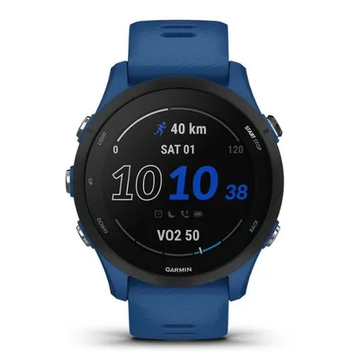 LIGHT
START STOP
40 km
0 SAT 01 120
UP
10 10 38
DOWN
BACK
VO2 50
GARMIN